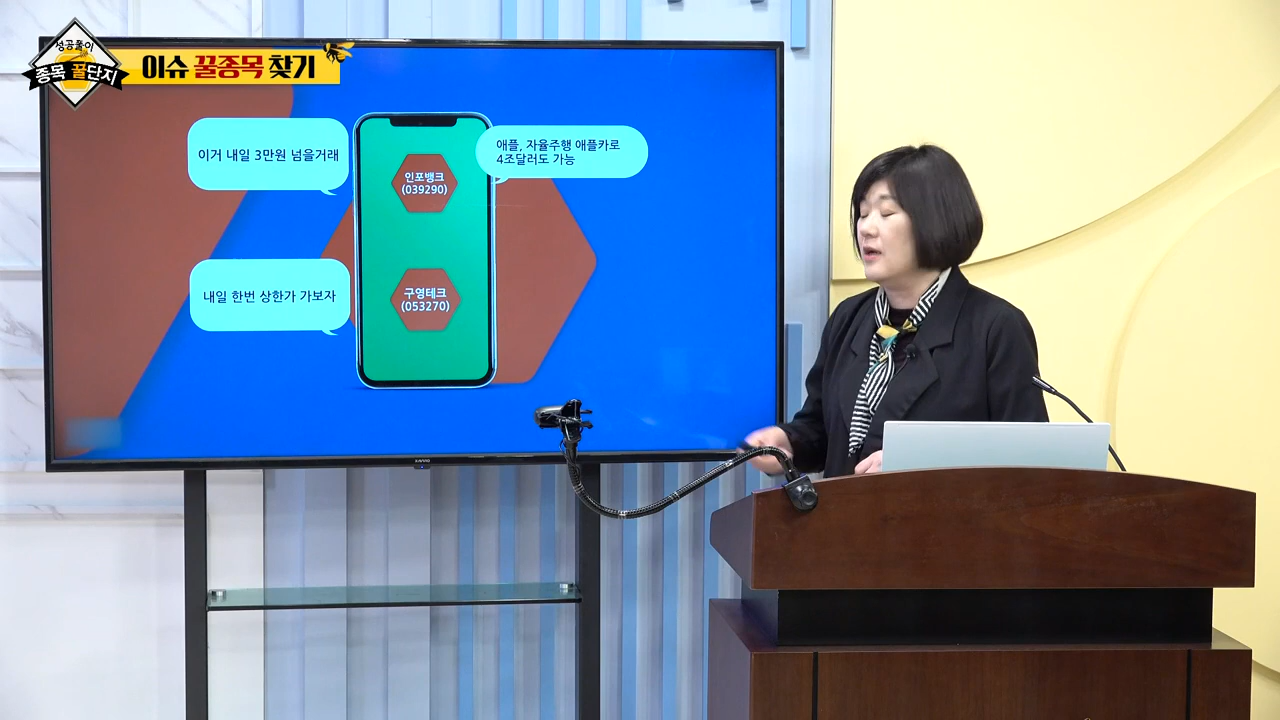 성공풀이
종목 꿀단지
이슈 꿀종목 찾기
이거 내일 3만원 넘을거래
인포뱅크
(039290)
애플, 자율주행 애플카로
4조달러도 가능
내일 한번 상한가 가보자
구영테크
(053270)